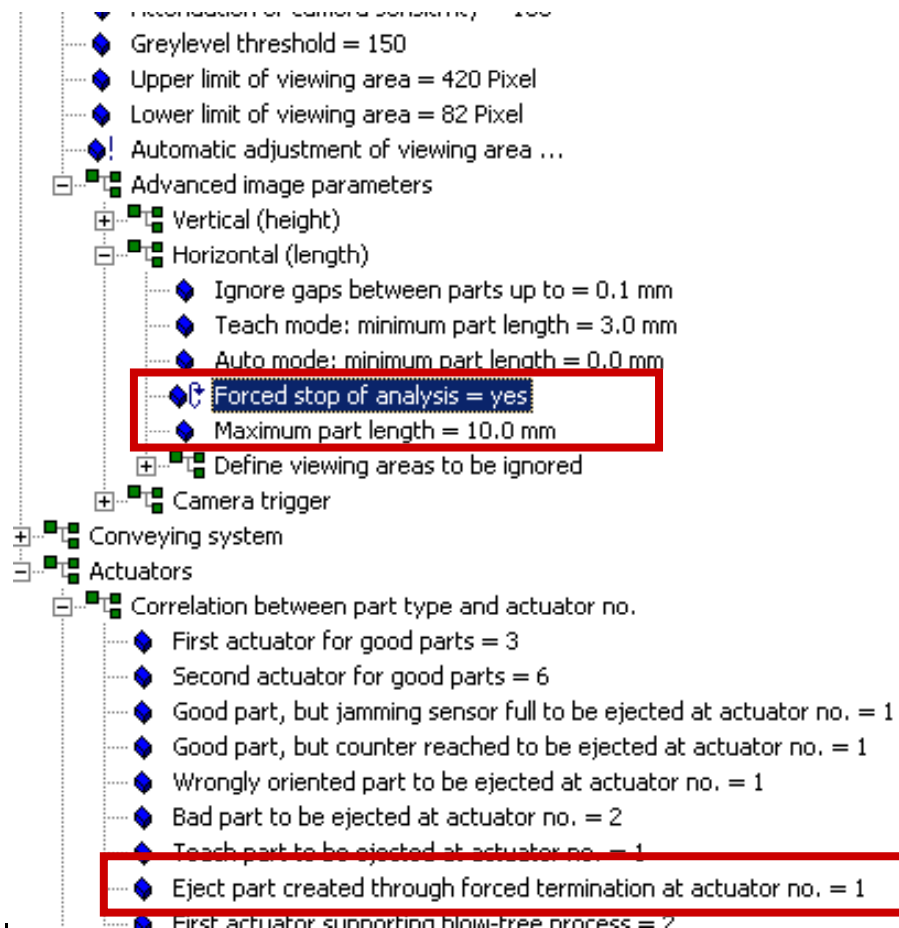 Attenuation of camera sensitivity = 100
Greylevel threshold = 150
Upper limit of viewing area = 420 Pixel
Lower limit of viewing area = 82 Pixel
Automatic adjustment of viewing area ...
Advanced image parameters
Vertical (height)
Horizontal (length)
Ignore gaps between parts up to = 0.1 mm
Teach mode: minimum part length = 3.0 mm
Auto mode: minimum part length = 0.0 mm
Forced stop of analysis = yes
Maximum part length = 10.0 mm
Define viewing areas to be ignored
Camera trigger
Conveying system
Actuators
Correlation between part type and actuator no.
First actuator for good parts = 3
Second actuator for good parts = 6
Good part, but jamming sensor full to be ejected at actuator no. = 1
Good part, but counter reached to be ejected at actuator no. = 1
Wrongly oriented part to be ejected at actuator no. = 1
Bad part to be ejected at actuator no. = 2
Teach part to be ejected at actuator no. = 1
Eject part created through forced termination at actuator no. = 1
First actuator supporting blow-free process = 2